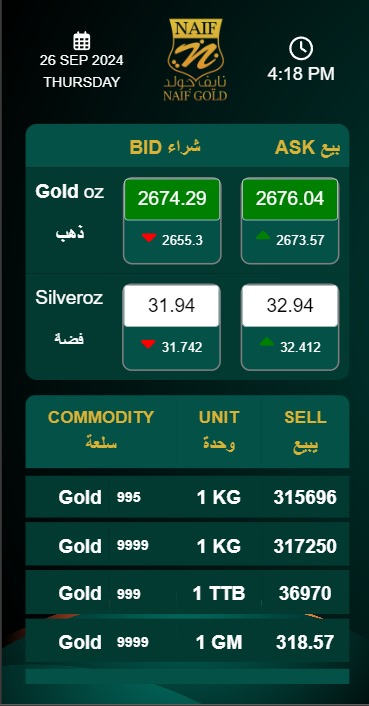 26 SEP 2024
THURSDAY
NAIF
نايف جولد
NAIF GOLD
4:18 PM
BID شراء ASK بيع
Gold oz 2674.29 2676.04
ذهب 2655.3 2673.57
Silveroz 31.94 32.94
فضة 31.742 32.412
COMMODITY UNIT SELL
سلعة وحدة يبيع
Gold 995 1 KG 315696
Gold 9999 1 KG 317250
Gold 999 1 TTB 36970
Gold 9999 1 GM 318.57